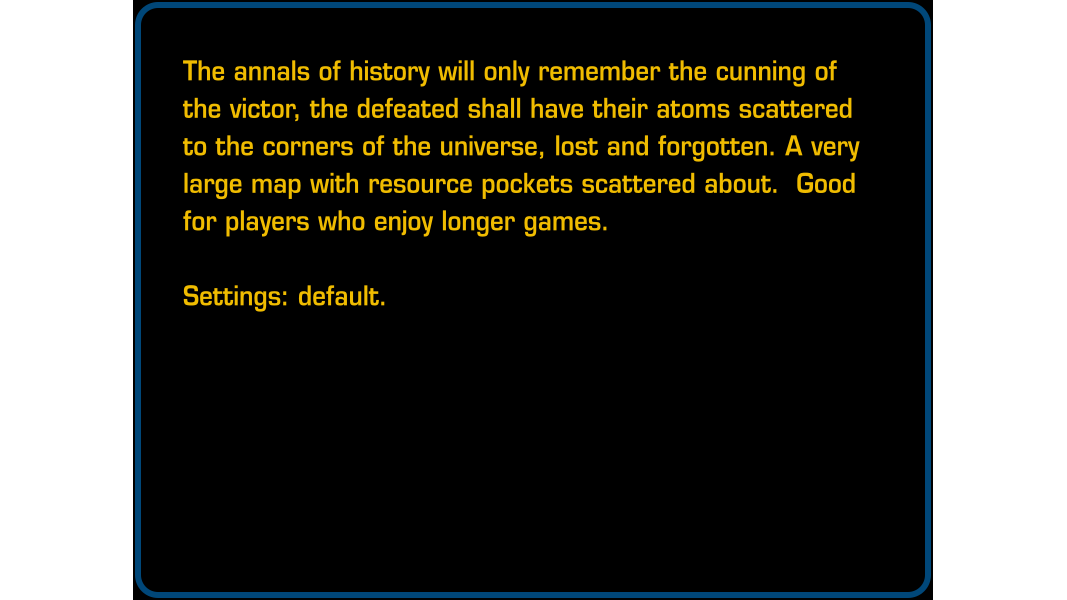 The annals of history will only remember the cunning of
the victor, the defeated shall have their atoms scattered
to the corners of the universe, lost and forgotten. A very
large map with resource pockets scattered about.  Good
for players who enjoy longer games.

Settings: default.